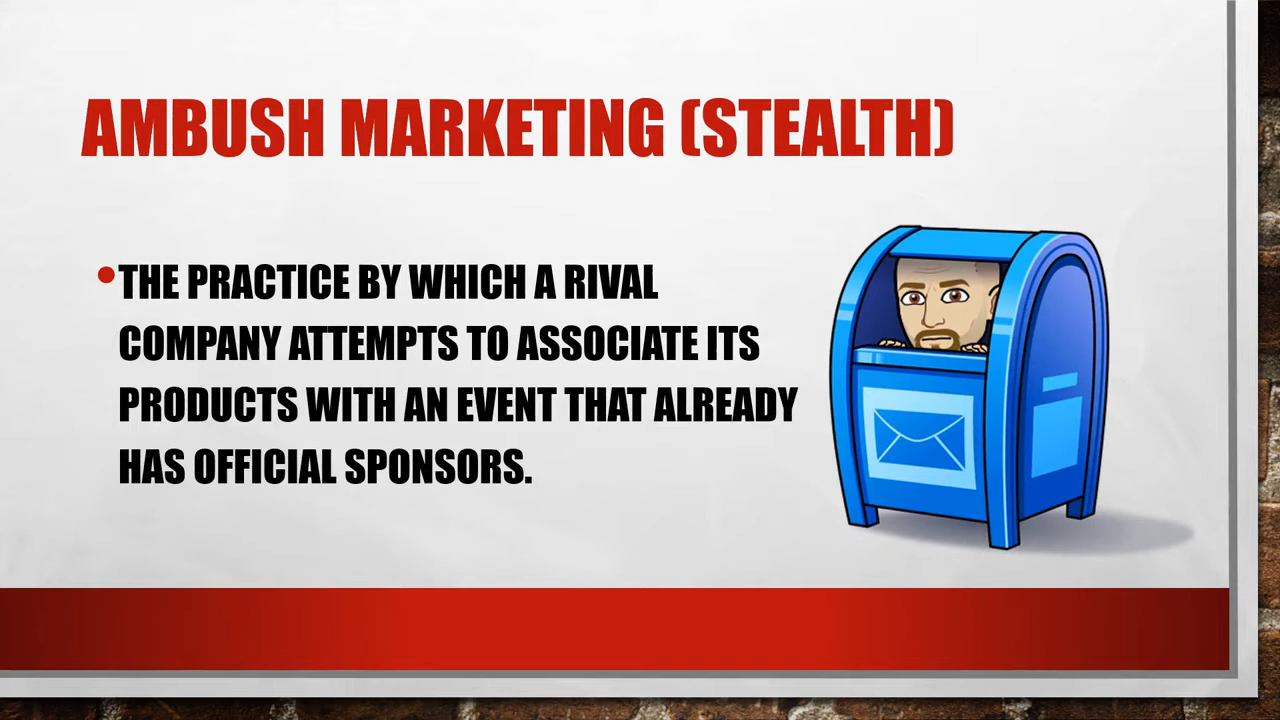 AMBUSH MARKETING (STEALTH)
•THE PRACTICE BY WHICH A RIVAL
COMPANY ATTEMPTS TO ASSOCIATE ITS
PRODUCTS WITH AN EVENT THAT ALREADY
HAS OFFICIAL SPONSORS.